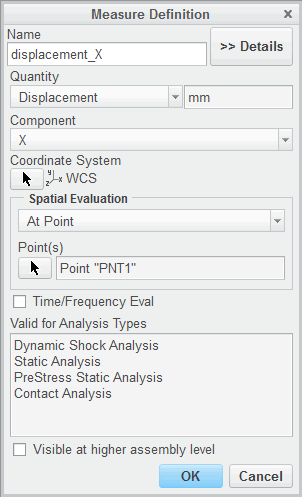 Measure Definition x
Name
displacement_X >> Details
Quantity
Displacement mm
Component
X
Coordinate System
y z x WCS
Spatial Evaluation
At Point
Point(s)
Point "PNT1"
Time/Frequency Eval
Valid for Analysis Types
Dynamic Shock Analysis
Static Analysis
PreStress Static Analysis
Contact Analysis
Visible at higher assembly level
OK Cancel